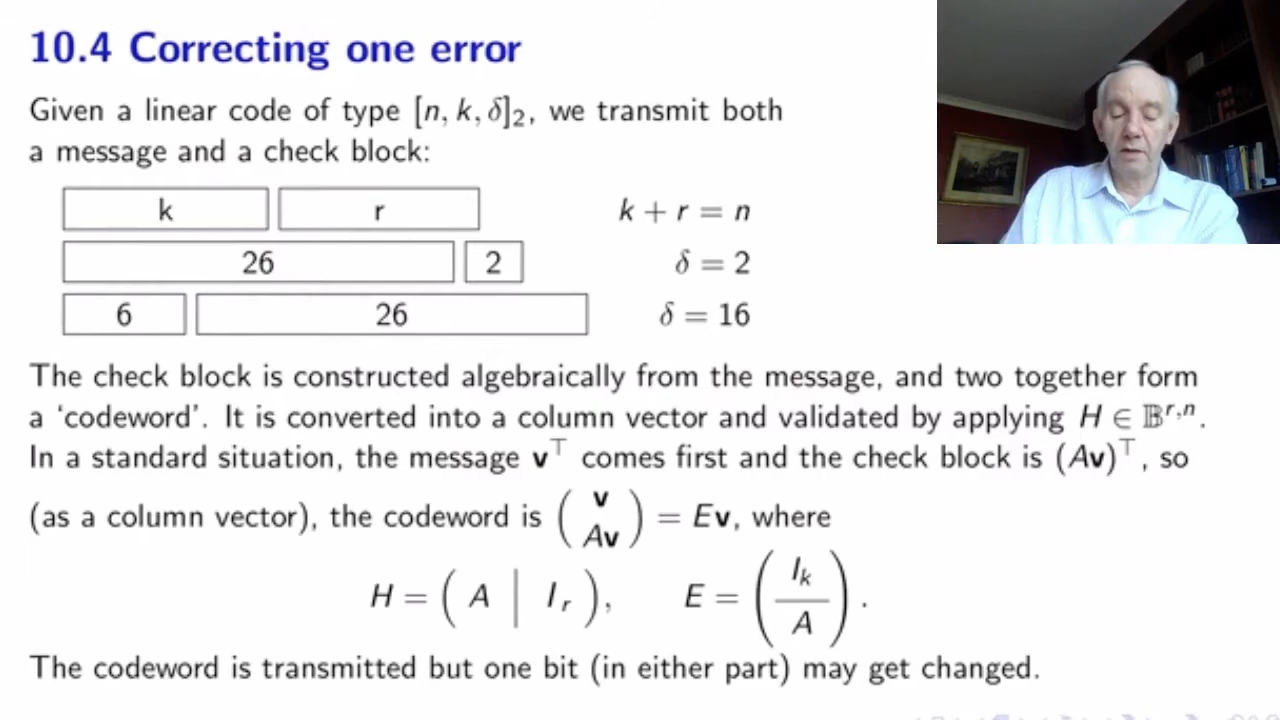 10.4 Correcting one error
Given a linear code of type [n, k, δ]₂, we transmit both
a message and a check block:
k r k + r = n
26 2 δ = 2
6 26 δ = 16
The check block is constructed algebraically from the message, and two together form
a ‘codeword’. It is converted into a column vector and validated by applying H ∈ 𝔹^{r,n}.
In a standard situation, the message v^⊤ comes first and the check block is (Av)^⊤, so
(as a column vector), the codeword is (v / Av) = Ev, where
H = ( A | I_r ), E = ( I_k / A ).
The codeword is transmitted but one bit (in either part) may get changed.